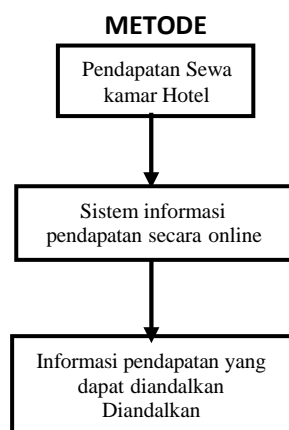 METODE
Pendapatan Sewa
kamar Hotel
Sistem informasi
pendapatan secara online
Informasi pendapatan yang
dapat diandalkan
Diandalkan